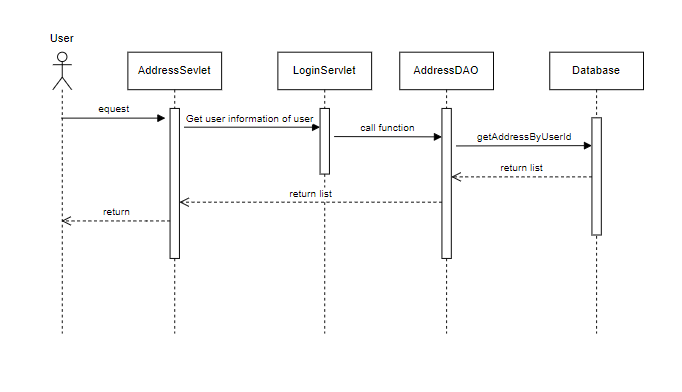 User
AddressSevlet
LoginServlet
AddressDAO
Database
equest
Get user information of user
call function
getAddressByUserId
return list
return list
return